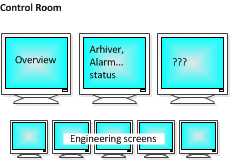 Control Room
Overview
Arhiver,
Alarm...
status
???
Engineering screens